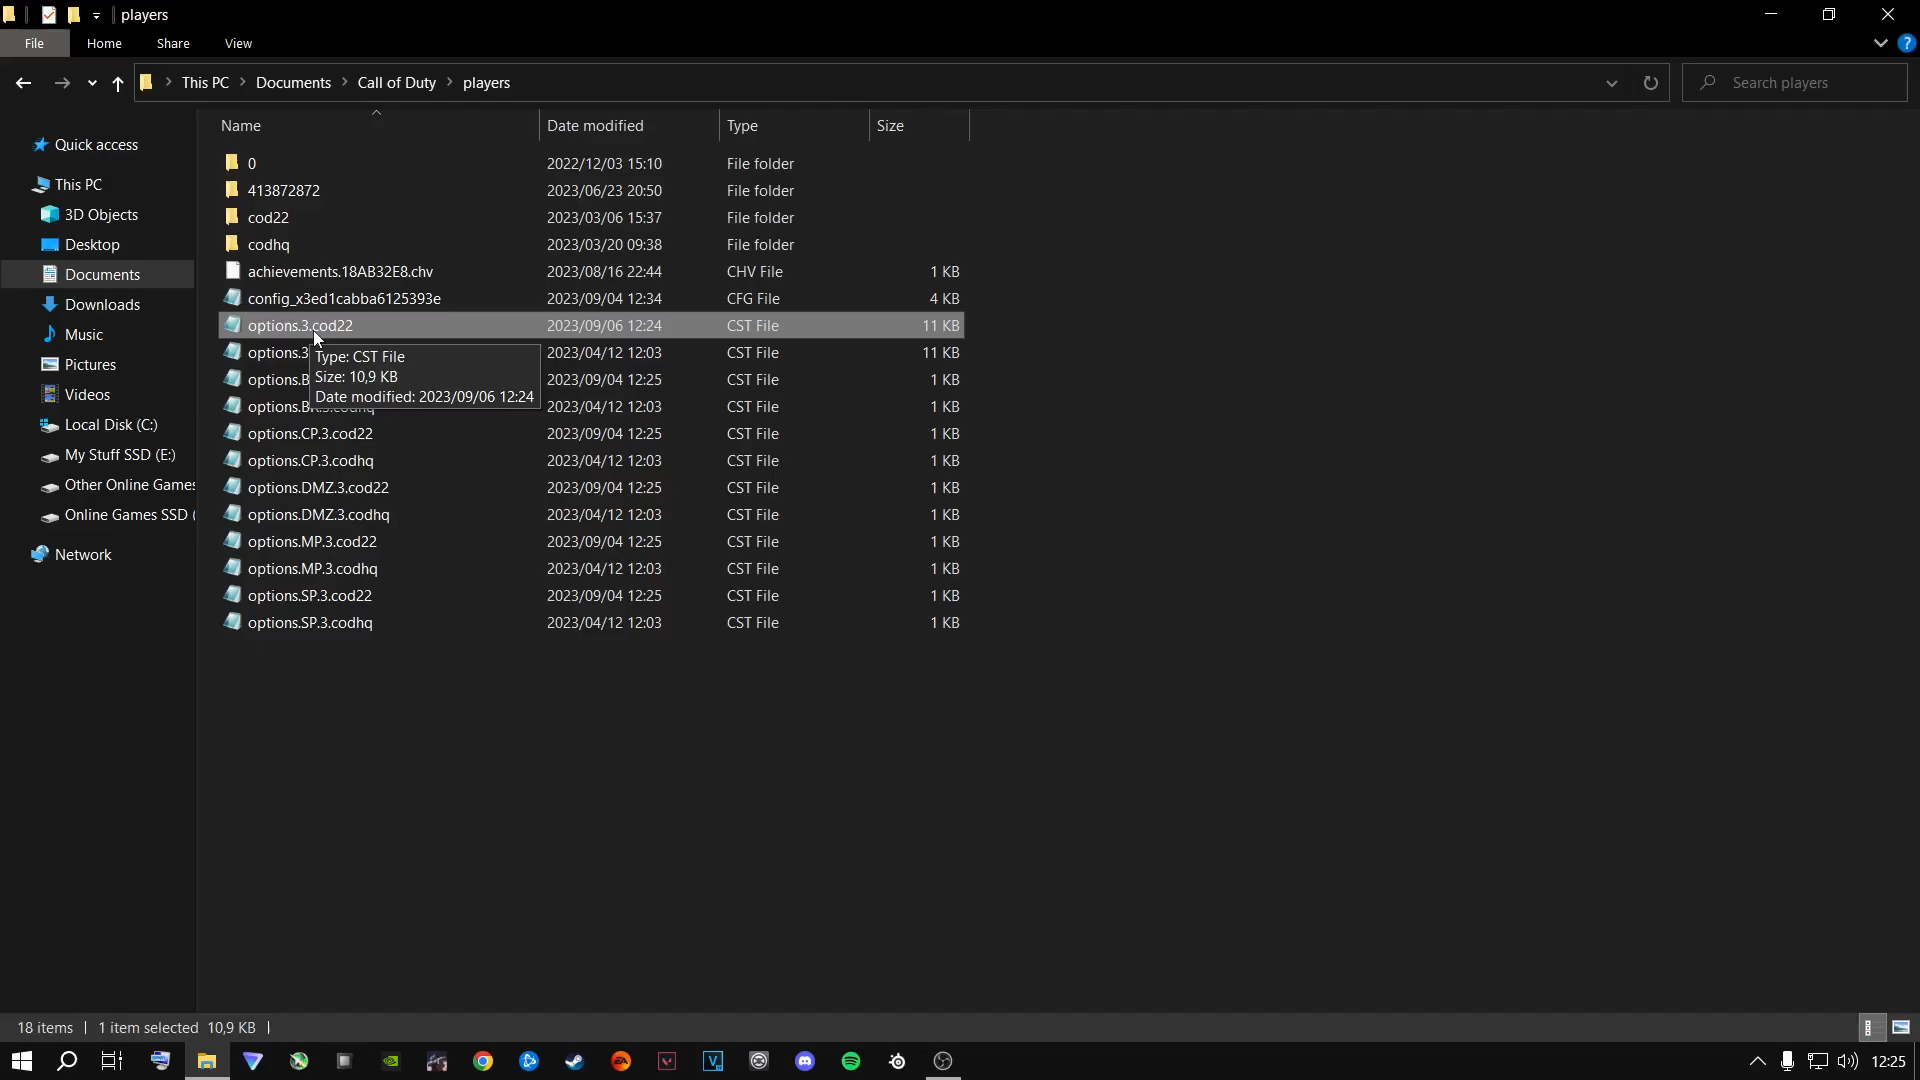 players
File Home Share View
This PC Documents Call of Duty players
Search players
Name Date modified Type Size
Quick access
This PC
3D Objects
Desktop
Documents
Downloads
Music
Pictures
Videos
Local Disk (C:)
My Stuff SSD (E:)
Other Online Games
Online Games SSD (
Network
0 2022/12/03 15:10 File folder
413872872 2023/06/23 20:50 File folder
cod22 2023/03/06 15:37 File folder
codhq 2023/03/20 09:38 File folder
achievements.18AB32E8.chv 2023/08/16 22:44 CHV File 1 KB
config_x3ed1cabba6125393e 2023/09/04 12:34 CFG File 4 KB
options.3.cod22 2023/09/06 12:24 CST File 11 KB
options.3 2023/04/12 12:03 CST File 11 KB
options.B 2023/09/04 12:25 CST File 1 KB
2023/04/12 12:03 CST File 1 KB
options.CP.3.cod22 2023/09/04 12:25 CST File 1 KB
options.CP.3.codhq 2023/04/12 12:03 CST File 1 KB
options.DMZ.3.cod22 2023/09/04 12:25 CST File 1 KB
options.DMZ.3.codhq 2023/04/12 12:03 CST File 1 KB
options.MP.3.cod22 2023/09/04 12:25 CST File 1 KB
options.MP.3.codhq 2023/04/12 12:03 CST File 1 KB
options.SP.3.cod22 2023/09/04 12:25 CST File 1 KB
options.SP.3.codhq 2023/04/12 12:03 CST File 1 KB
Type: CST File
Size: 10,9 KB
Date modified: 2023/09/06 12:24
18 items 1 item selected 10,9 KB
12:25